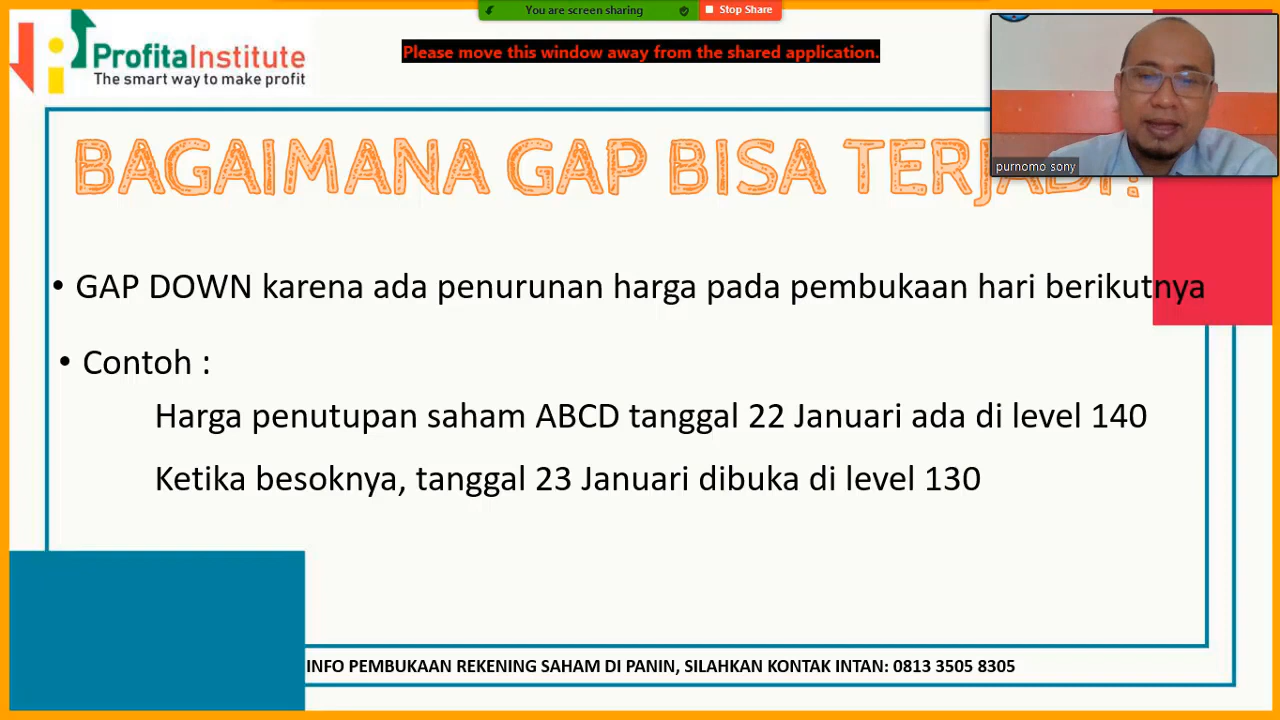 You are screen sharing
Stop Share
Please move this window away from the shared application.
ProfitaInstitute
The smart way to make profit
purnomo sony
BAGAIMANA GAP BISA TERJADI?
• GAP DOWN karena ada penurunan harga pada pembukaan hari berikutnya
• Contoh :
Harga penutupan saham ABCD tanggal 22 Januari ada di level 140
Ketika besoknya, tanggal 23 Januari dibuka di level 130
INFO PEMBUKAAN REKENING SAHAM DI PANIN, SILAHKAN KONTAK INTAN: 0813 3505 8305